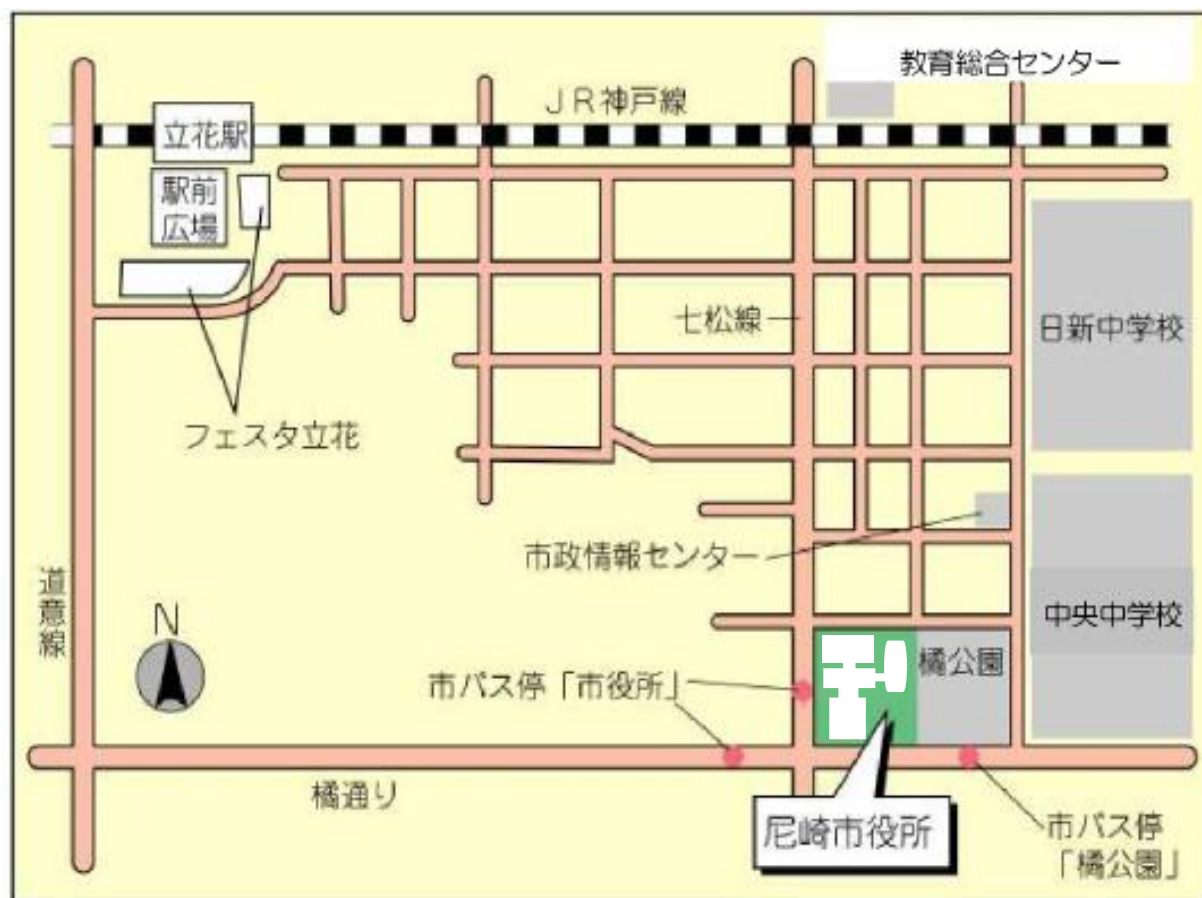 教育総合センター
JR神戸線
立花駅
駅前
広場
七松線
日新中学校
フェスタ立花
市政情報センター
道意線
中央中学校
N
橘公園
市バス停「市役所」
橘通り
尼崎市役所
市バス停
「橘公園」